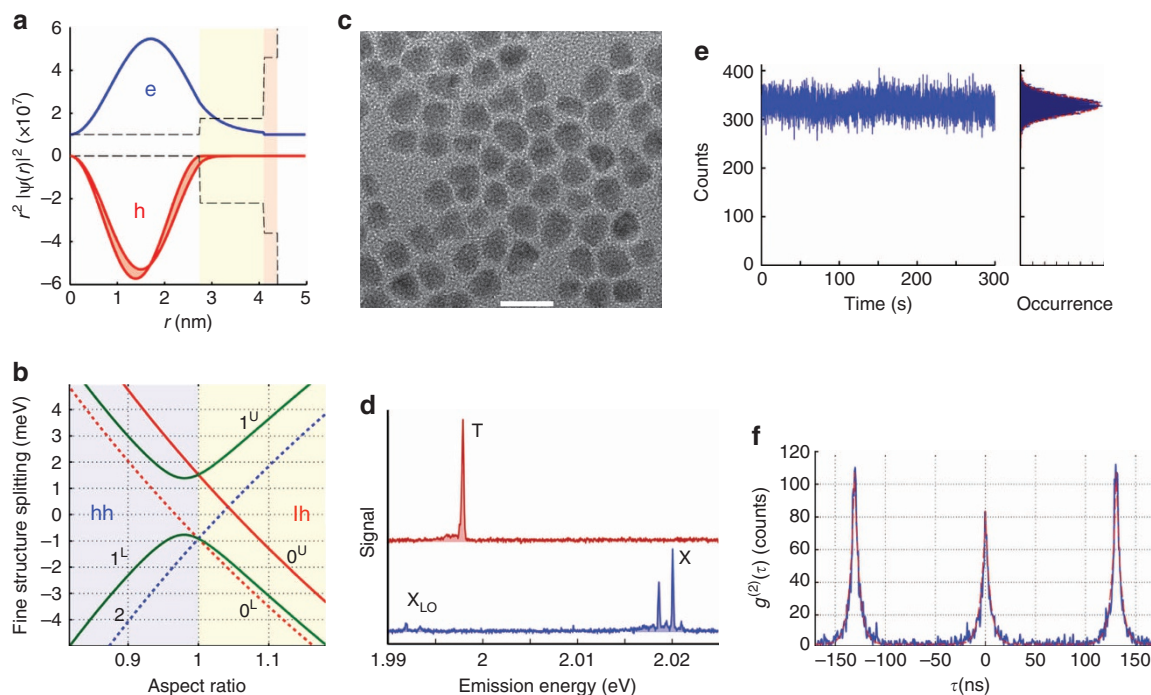 a
r² |ψ(r)|² (×10⁷)
6
4
2
0
−2
−4
−6
e
h
0 1 2 3 4 5
r (nm)
b
Fine structure splitting (meV)
4
3
2
1
0
−1
−2
−3
−4
hh
lh
1ᵁ
1ᴸ
0ᵁ
0ᴸ
2
0.9 1 1.1
Aspect ratio
c
d
Signal
T
X
X_LO
1.99 2 2.01 2.02
Emission energy (eV)
e
Counts
400
300
200
100
0
0 100 200 300
Time (s)
Occurrence
f
g⁽²⁾(τ) (counts)
120
100
80
60
40
20
0
−150 −100 −50 0 50 100 150
τ(ns)